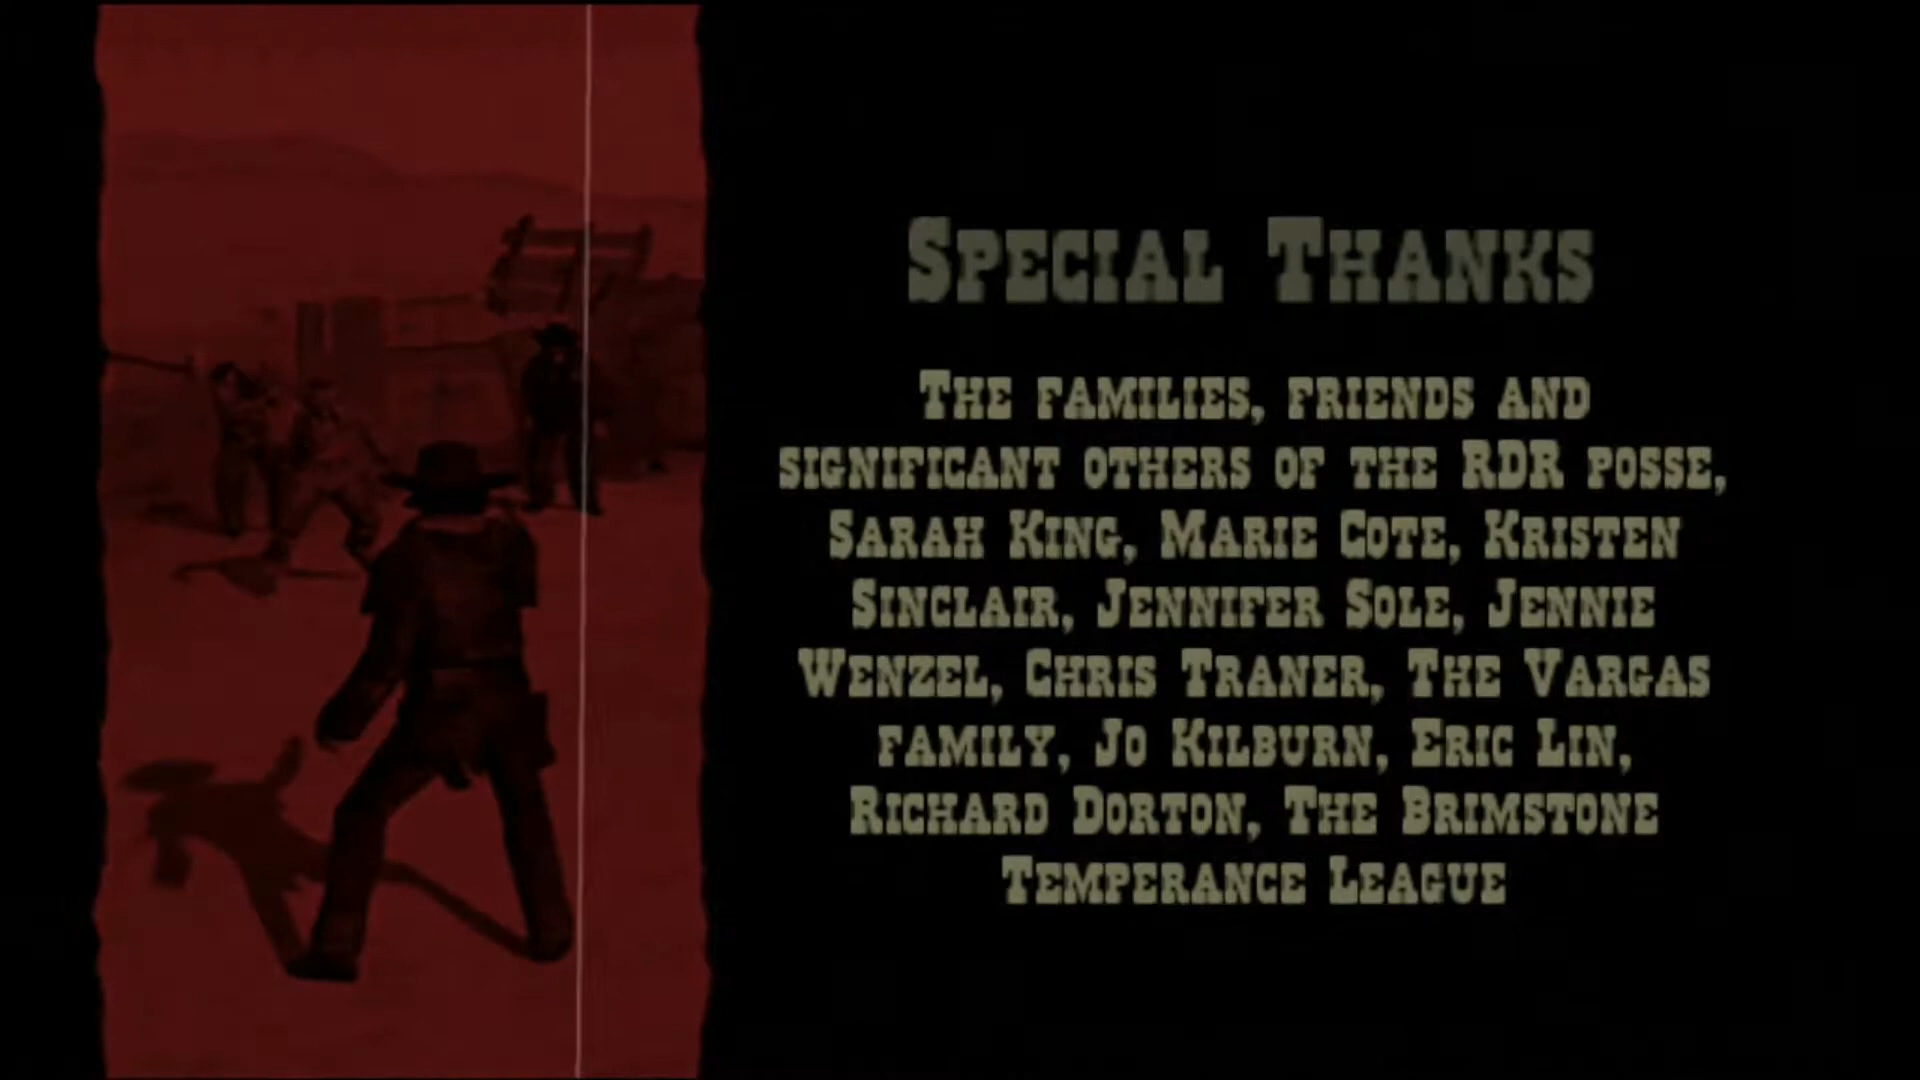 Special Thanks
The families, friends and
significant others of the RDR posse,
Sarah King, Marie Cote, Kristen
Sinclair, Jennifer Sole, Jennie
Wenzel, Chris Traner, The Vargas
family, Jo Kilburn, Eric Lin,
Richard Dorton, The Brimstone
Temperance League